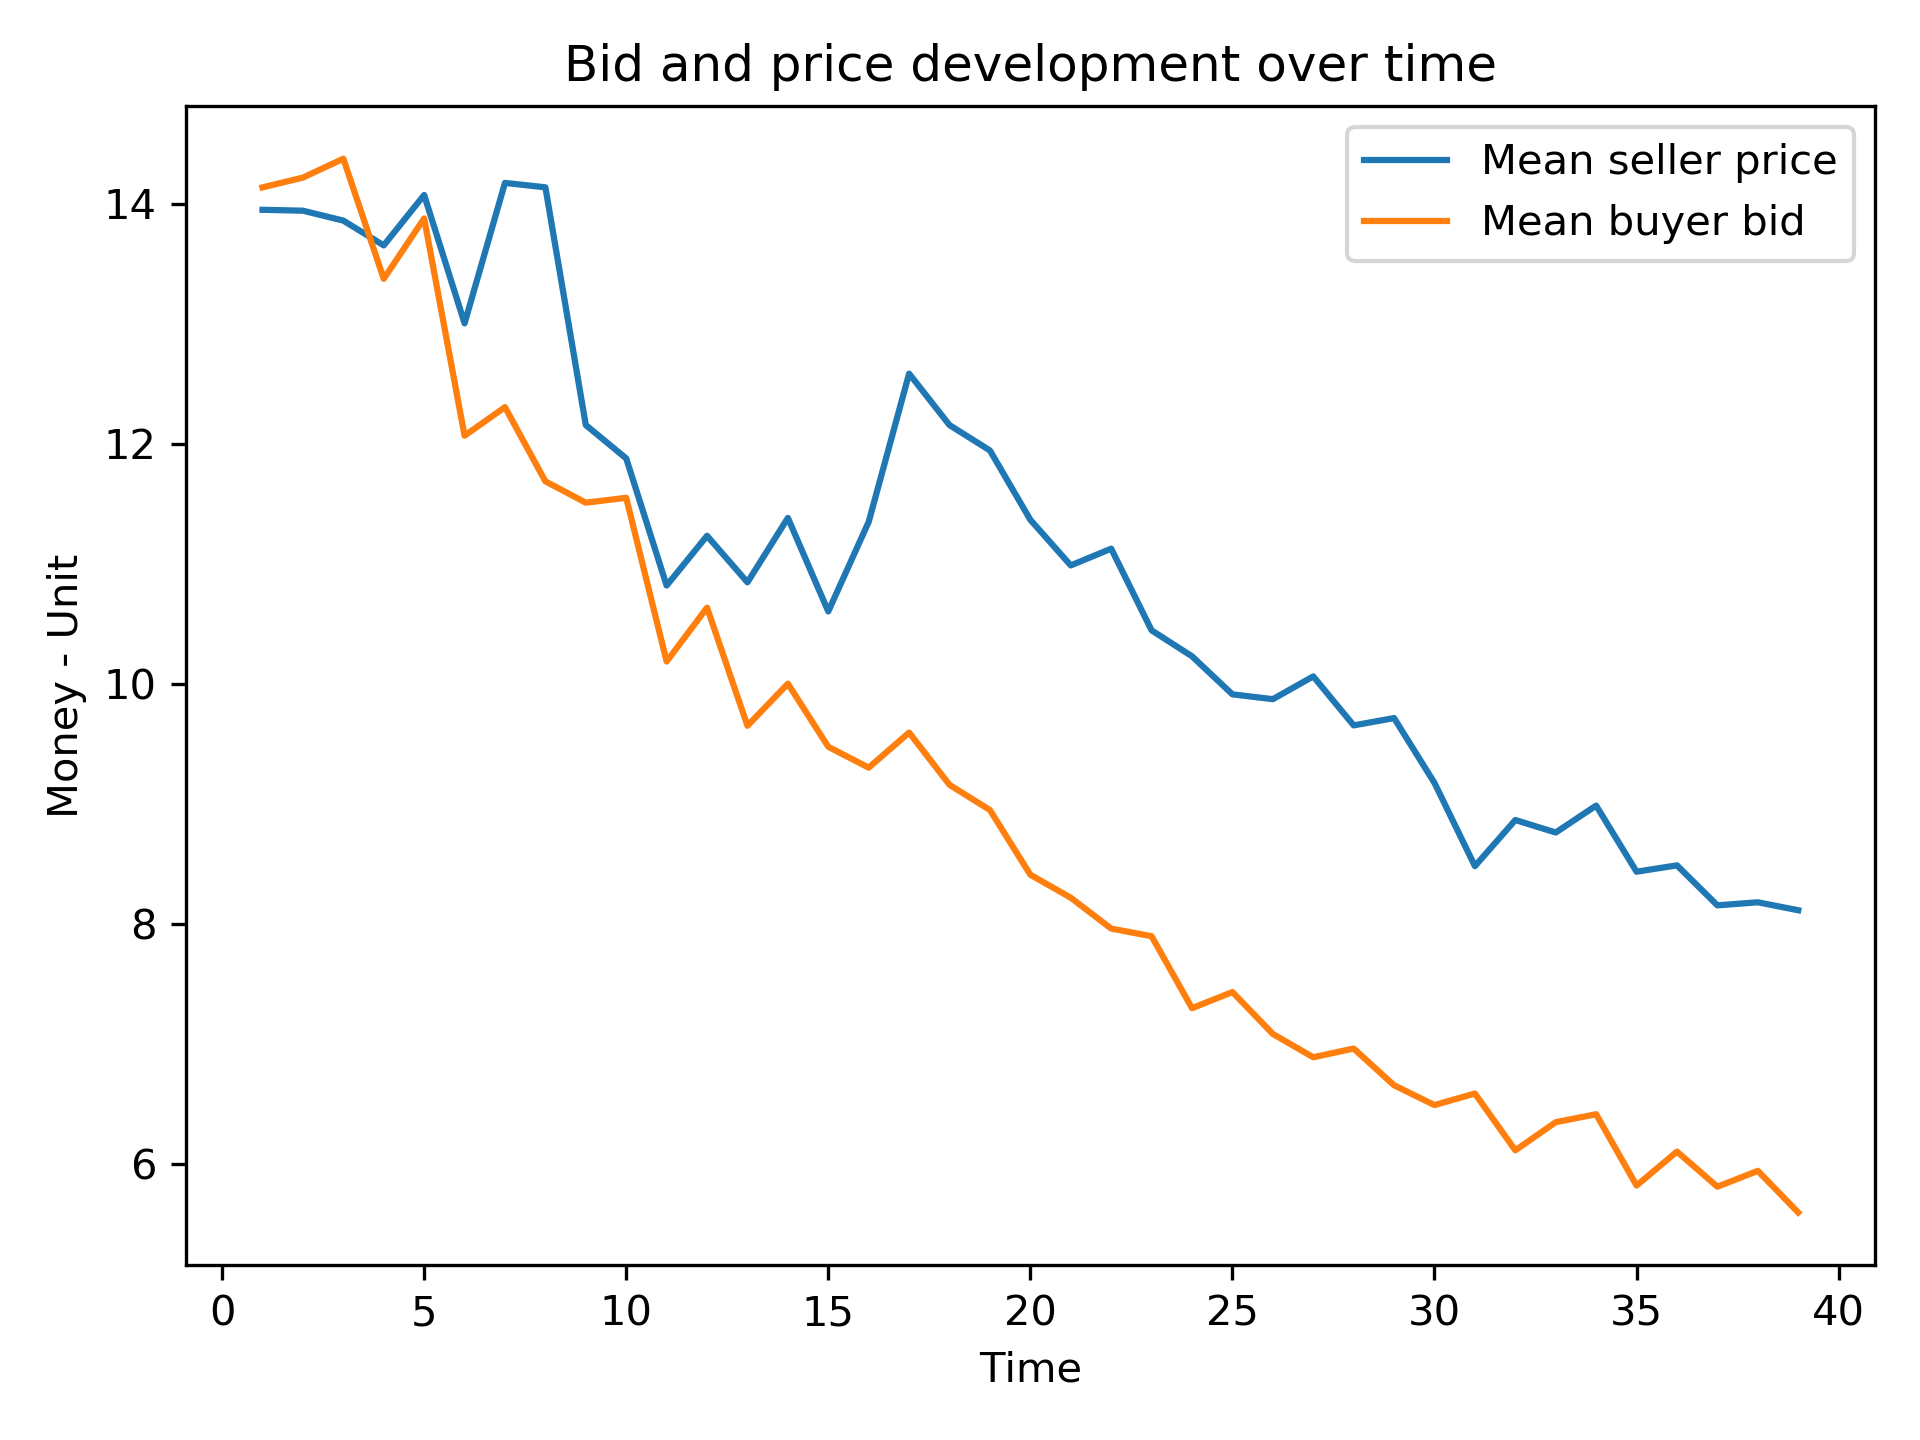 Bid and price development over time
Mean seller price
Mean buyer bid
Money - Unit
14
12
10
8
6
0 5 10 15 20 25 30 35 40
Time